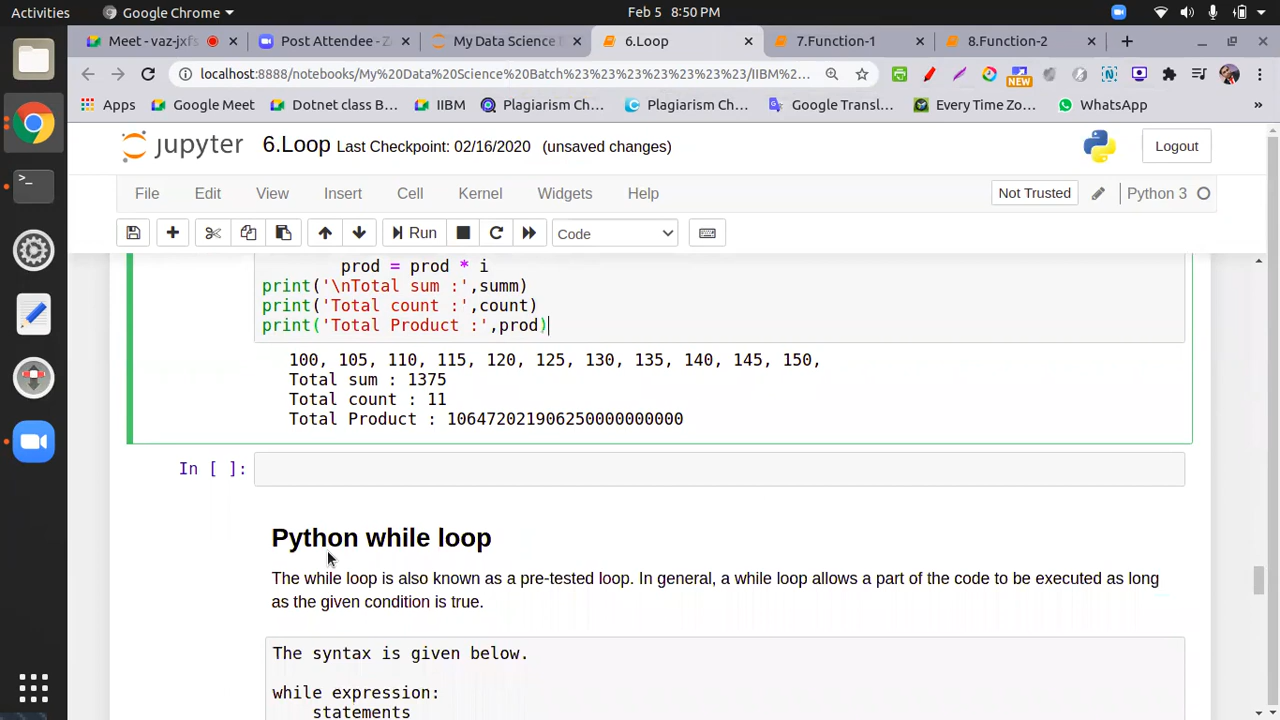 Activities Google Chrome Feb 5 8:50 PM
Meet - vaz-jxfs Post Attendee - Z My Data Science 6.Loop 7.Function-1 8.Function-2
localhost:8888/notebooks/My%20Data%20Science%20Batch%23%23%23%23%23%23%23/IIBM%2... NEW
Apps Google Meet Dotnet class B... IIBM Plagiarism Ch... Plagiarism Ch... Google Transl... Every Time Zo... WhatsApp »
jupyter 6.Loop Last Checkpoint: 02/16/2020 (unsaved changes) Logout
File Edit View Insert Cell Kernel Widgets Help Not Trusted Python 3
Run Code
prod = prod * i
print('\nTotal sum :',summ)
print('Total count :',count)
print('Total Product :',prod)
100, 105, 110, 115, 120, 125, 130, 135, 140, 145, 150,
Total sum : 1375
Total count : 11
Total Product : 106472021906250000000000
In [ ]:
Python while loop
The while loop is also known as a pre-tested loop. In general, a while loop allows a part of the code to be executed as long
as the given condition is true.
The syntax is given below.
while expression:
statements